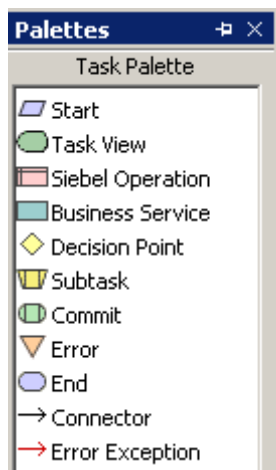 Palettes
Task Palette
Start
Task View
Siebel Operation
Business Service
Decision Point
Subtask
Commit
Error
End
Connector
Error Exception